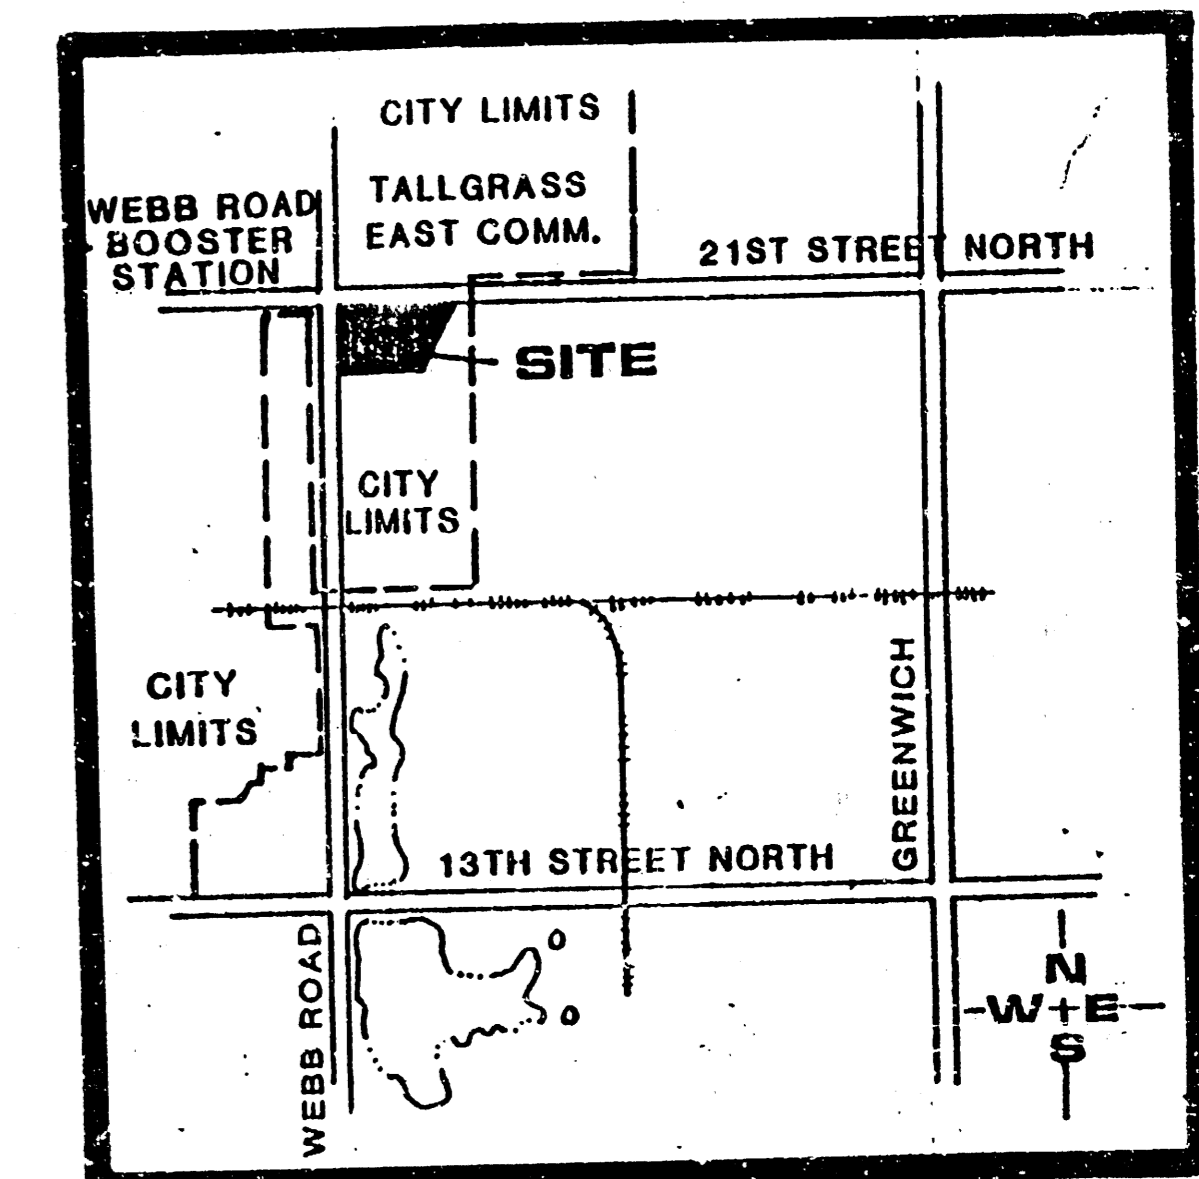 CITY LIMITS
TALLGRASS
EAST COMM.
WEBB ROAD
BOOSTER
STATION
21ST STREET NORTH
SITE
CITY
LIMITS
CITY
LIMITS
GREENWICH
13TH STREET NORTH
WEBB ROAD
N
W+E
S